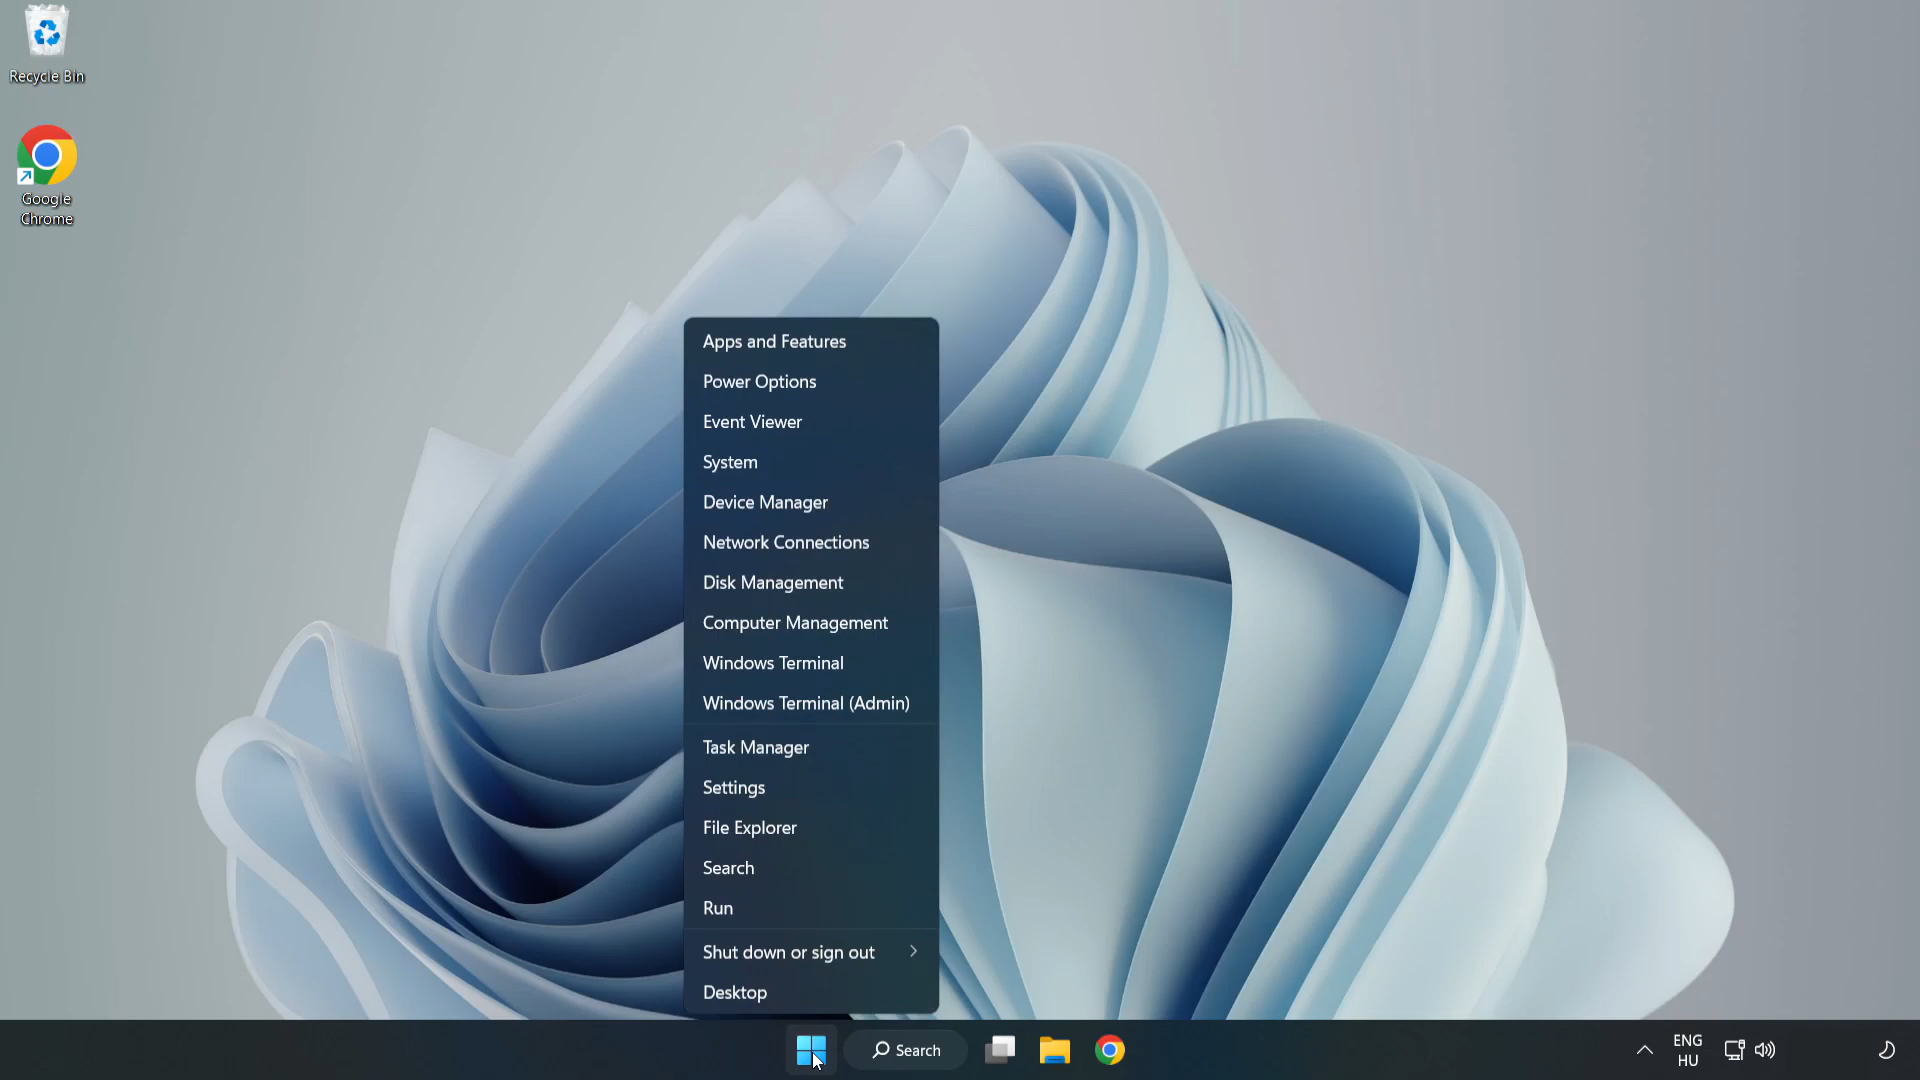 Recycle Bin
Google
Chrome
Apps and Features
Power Options
Event Viewer
System
Device Manager
Network Connections
Disk Management
Computer Management
Windows Terminal
Windows Terminal (Admin)
Task Manager
Settings
File Explorer
Search
Run
Shut down or sign out
Desktop
Search
ENG
HU